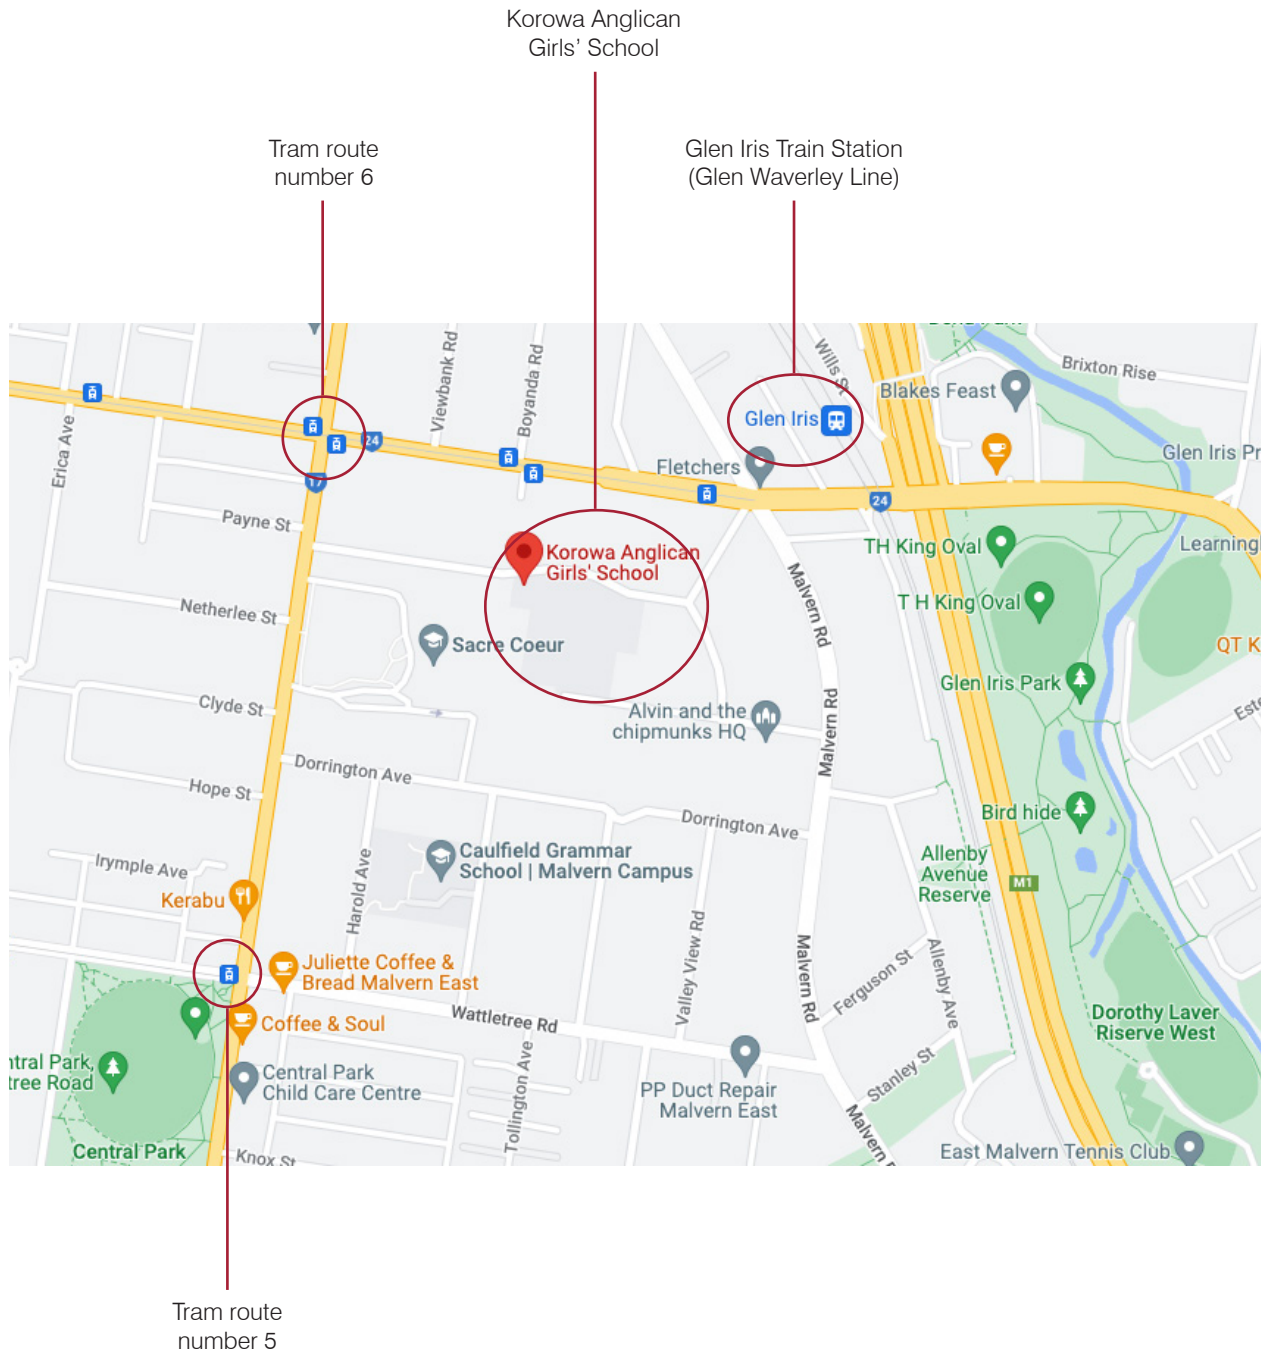 Korowa Anglican
Girls' School
Tram route
number 6
Glen Iris Train Station
(Glen Waverley Line)
Wills St
Brixton Rise
Viewbank Rd
Boyanda Rd
Blakes Feast
Erica Ave
Glen Iris
24
Glen Iris Pr
Fletchers
17
24
Payne St
Korowa Anglican
Girls' School
TH King Oval
Learning
Malvern Rd
T H King Oval
Netherlee St
Sacre Coeur
QT K
Glen Iris Park
Clyde St
Alvin and the
chipmunks HQ
Malvern Rd
Este
Dorrington Ave
Hope St
Bird hide
Dorrington Ave
Irymple Ave
Harold Ave
Caulfield Grammar
School | Malvern Campus
Allenby
Avenue
Reserve
M1
Kerabu
Valley View Rd
Malvern Rd
Ferguson St
Allenby Ave
Juliette Coffee &
Bread Malvern East
Wattletree Rd
Coffee & Soul
Dorothy Laver
Riserve West
ntral Park,
tree Road
Central Park
Child Care Centre
Tollington Ave
PP Duct Repair
Malvern East
Stanley St
Malvern R
Central Park
Knox St
East Malvern Tennis Club
Tram route
number 5